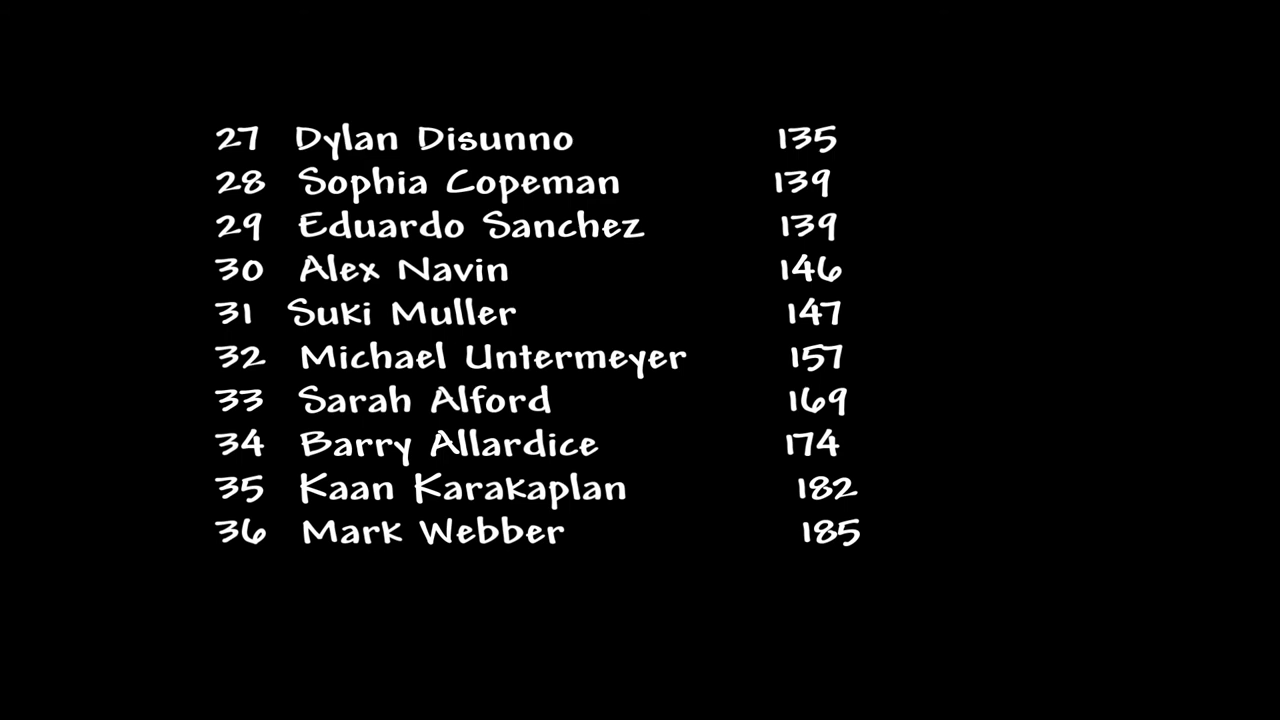 27 Dylan Disunno 135
28 Sophia Copeman 139
29 Eduardo Sanchez 139
30 Alex Navin 146
31 Suki Muller 147
32 Michael Untermeyer 157
33 Sarah Alford 169
34 Barry Allardice 174
35 Kaan Karakaplan 182
36 Mark Webber 185